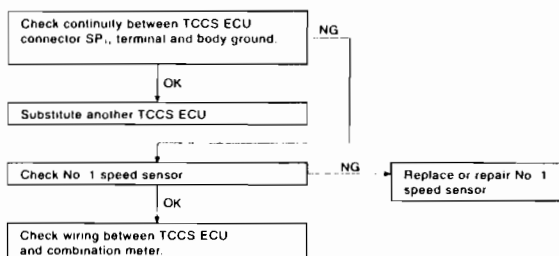 Check continuity between TCCS ECU
connector SP₁, terminal and body ground.
NG
OK
Substitute another TCCS ECU
Check No 1 speed sensor
NG
Replace or repair No 1
speed sensor
OK
Check wiring between TCCS ECU
and combination meter.